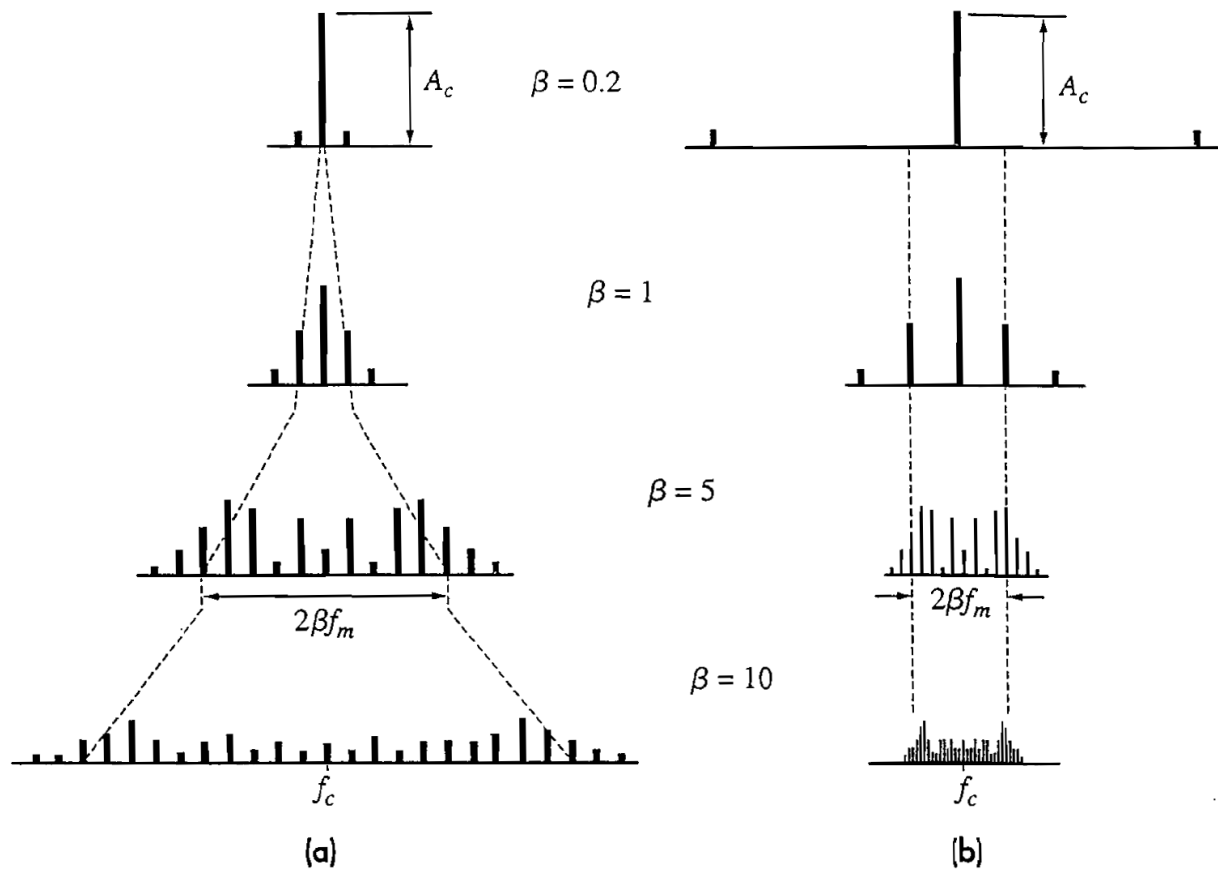 A_c
β = 0.2
A_c
β = 1
β = 5
2βf_m
2βf_m
β = 10
f_c
f_c
(a)
(b)